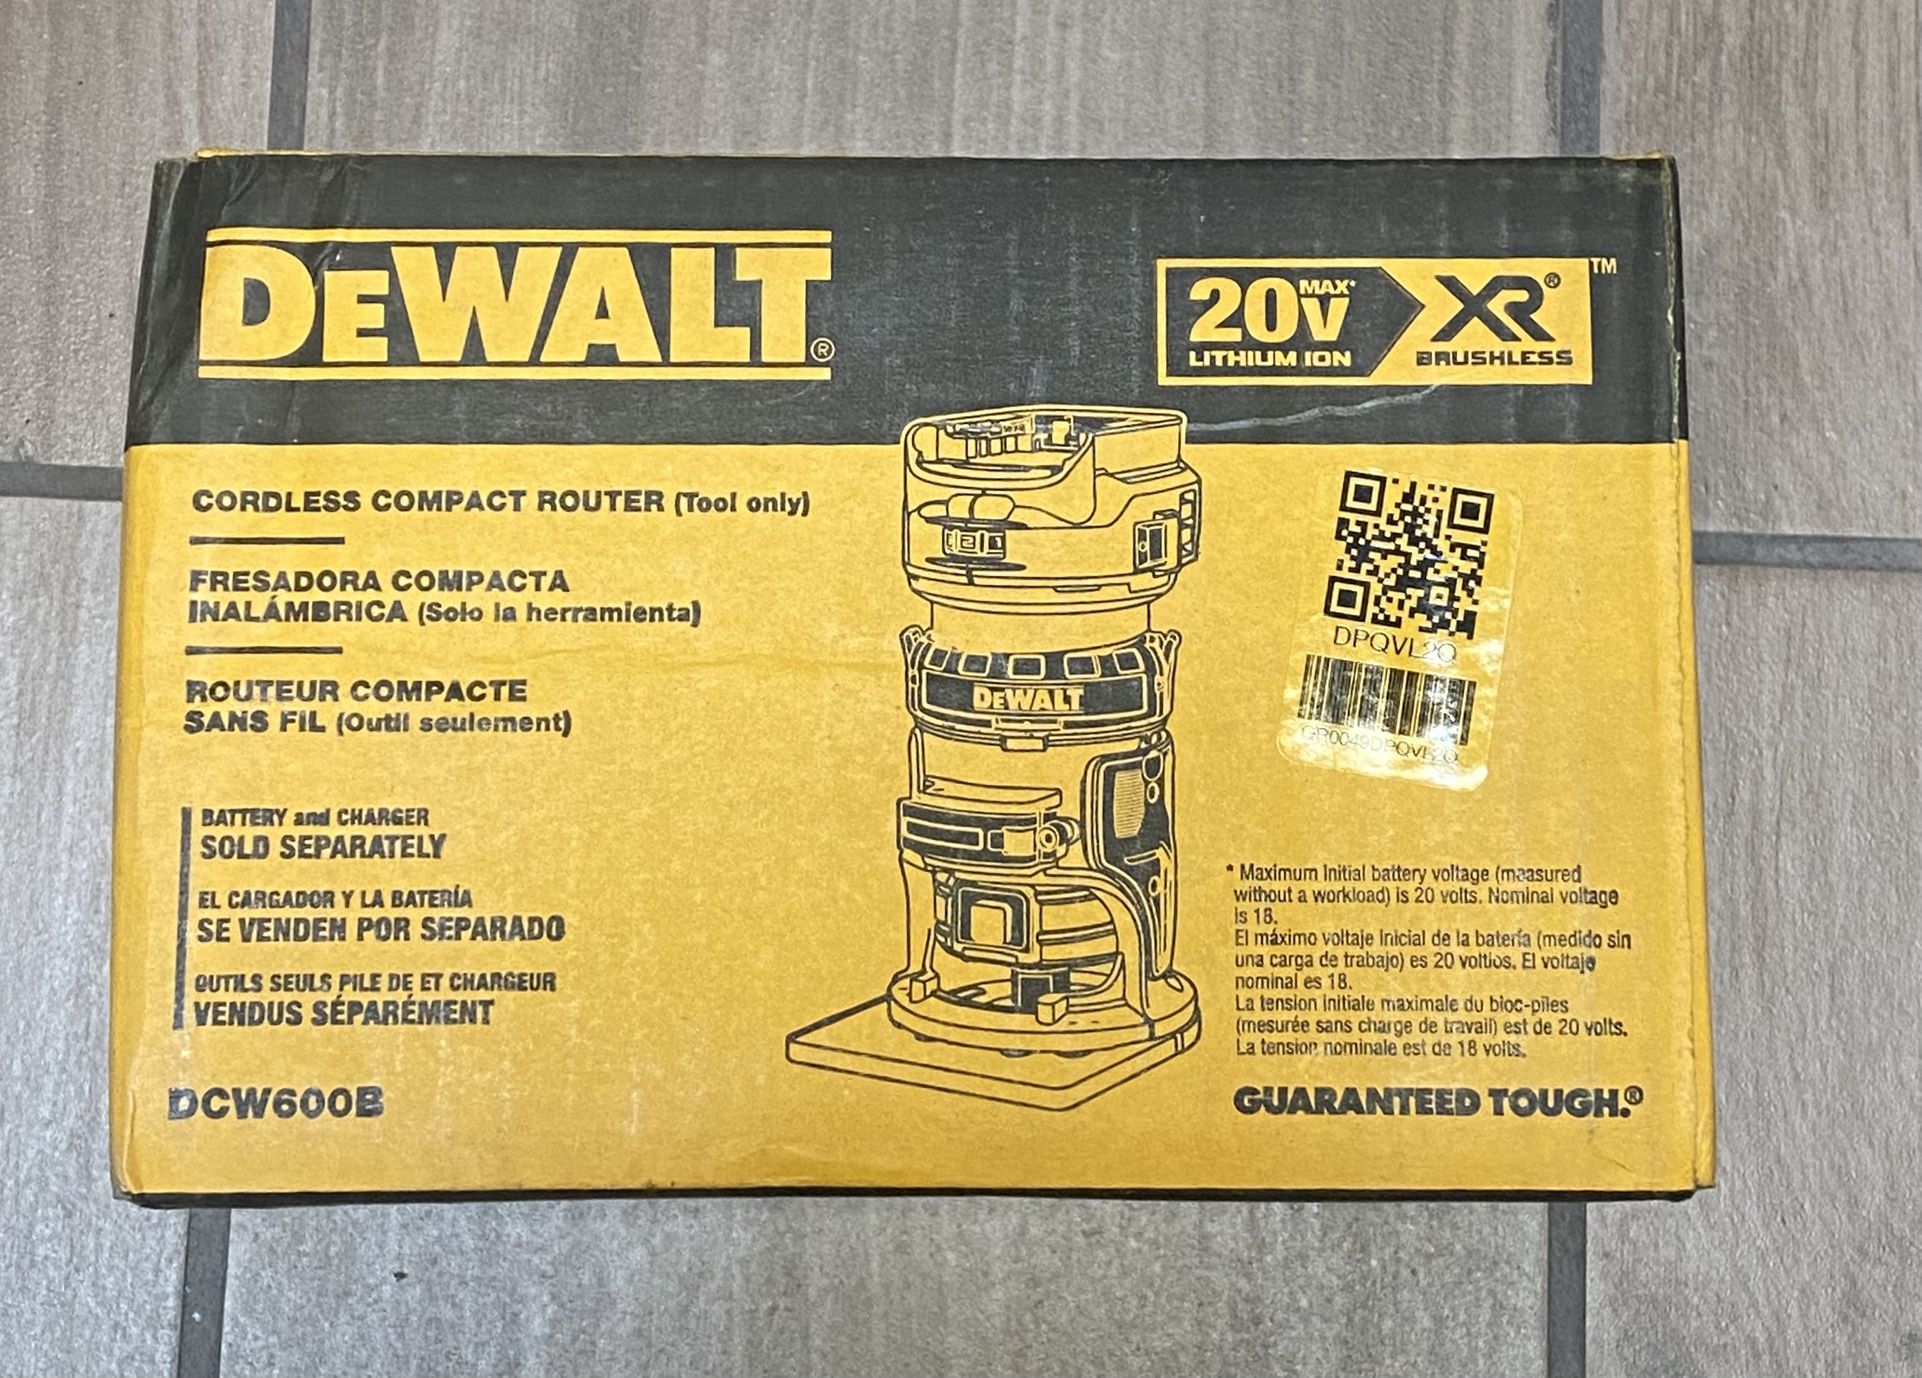 DEWALT®
20V MAX* XR® ™
LITHIUM ION BRUSHLESS
CORDLESS COMPACT ROUTER (Tool only)
FRESADORA COMPACTA
INALÁMBRICA (Solo la herramienta)
ROUTEUR COMPACTE
SANS FIL (Outil seulement)
BATTERY and CHARGER
SOLD SEPARATELY
EL CARGADOR Y LA BATERÍA
SE VENDEN POR SEPARADO
OUTILS SEULS PILE DE ET CHARGEUR
VENDUS SÉPARÉMENT
DCW600B
DEWALT
DPQVL2Q
GR0049DPQVL2Q
* Maximum initial battery voltage (measured
without a workload) is 20 volts. Nominal voltage
is 18.
El máximo voltaje inicial de la batería (medido sin
una carga de trabajo) es 20 voltios. El voltaje
nominal es 18.
La tension initiale maximale du bloc-piles
(mesurée sans charge de travail) est de 20 volts.
La tension nominale est de 18 volts.
GUARANTEED TOUGH.®